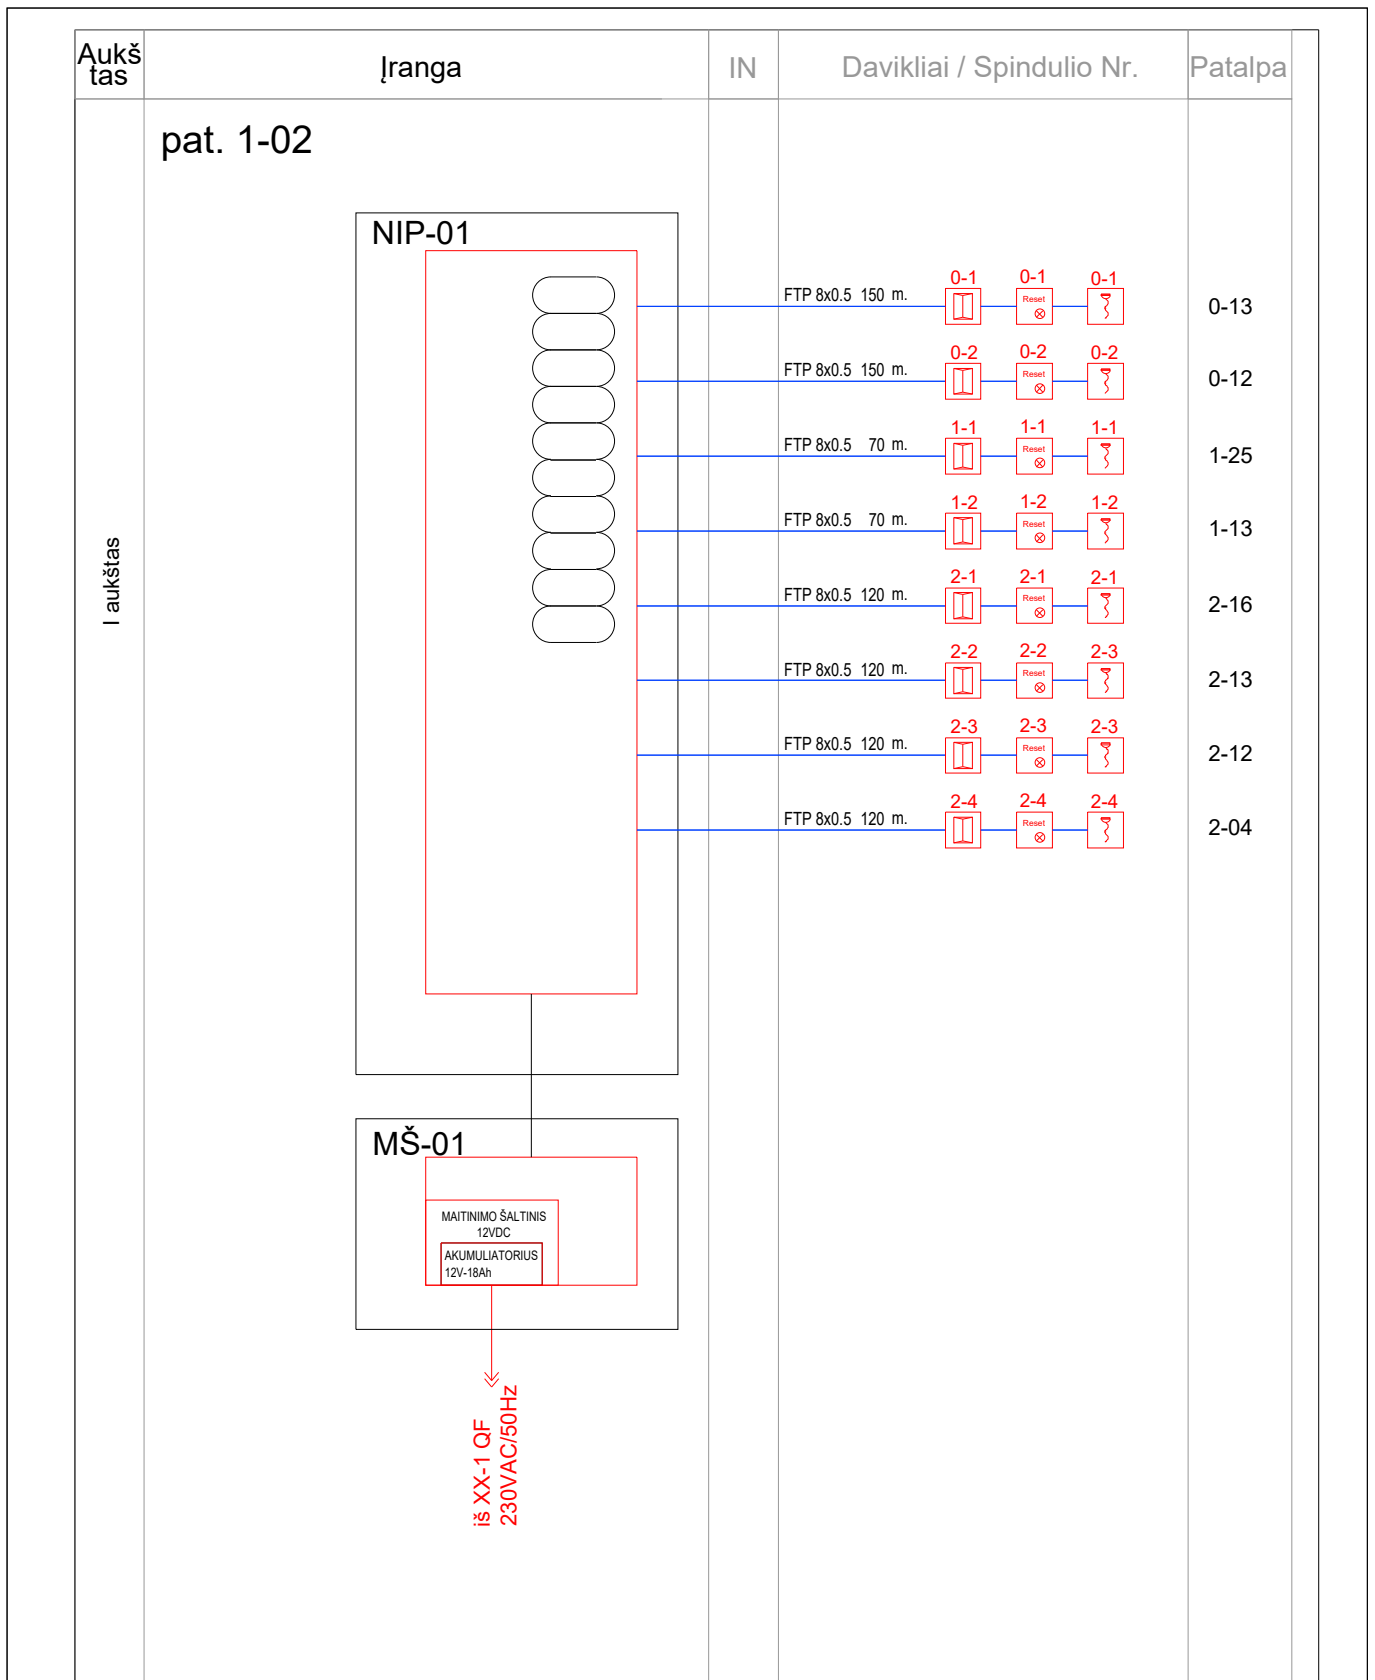 Aukš
tas
Įranga
IN
Davikliai / Spindulio Nr.
Patalpa
pat. 1-02
I aukštas
NIP-01
0-1 0-1 0-1
FTP 8x0.5 150 m.
Reset
0-13
0-2 0-2 0-2
FTP 8x0.5 150 m.
Reset
0-12
1-1 1-1 1-1
FTP 8x0.5 70 m.
Reset
1-25
1-2 1-2 1-2
FTP 8x0.5 70 m.
Reset
1-13
2-1 2-1 2-1
FTP 8x0.5 120 m.
Reset
2-16
2-2 2-2 2-3
FTP 8x0.5 120 m.
Reset
2-13
2-3 2-3 2-3
FTP 8x0.5 120 m.
Reset
2-12
2-4 2-4 2-4
FTP 8x0.5 120 m.
Reset
2-04
MŠ-01
MAITINIMO ŠALTINIS
12VDC
AKUMULIATORIUS
12V-18Ah
iš XX-1 QF
230VAC/50Hz